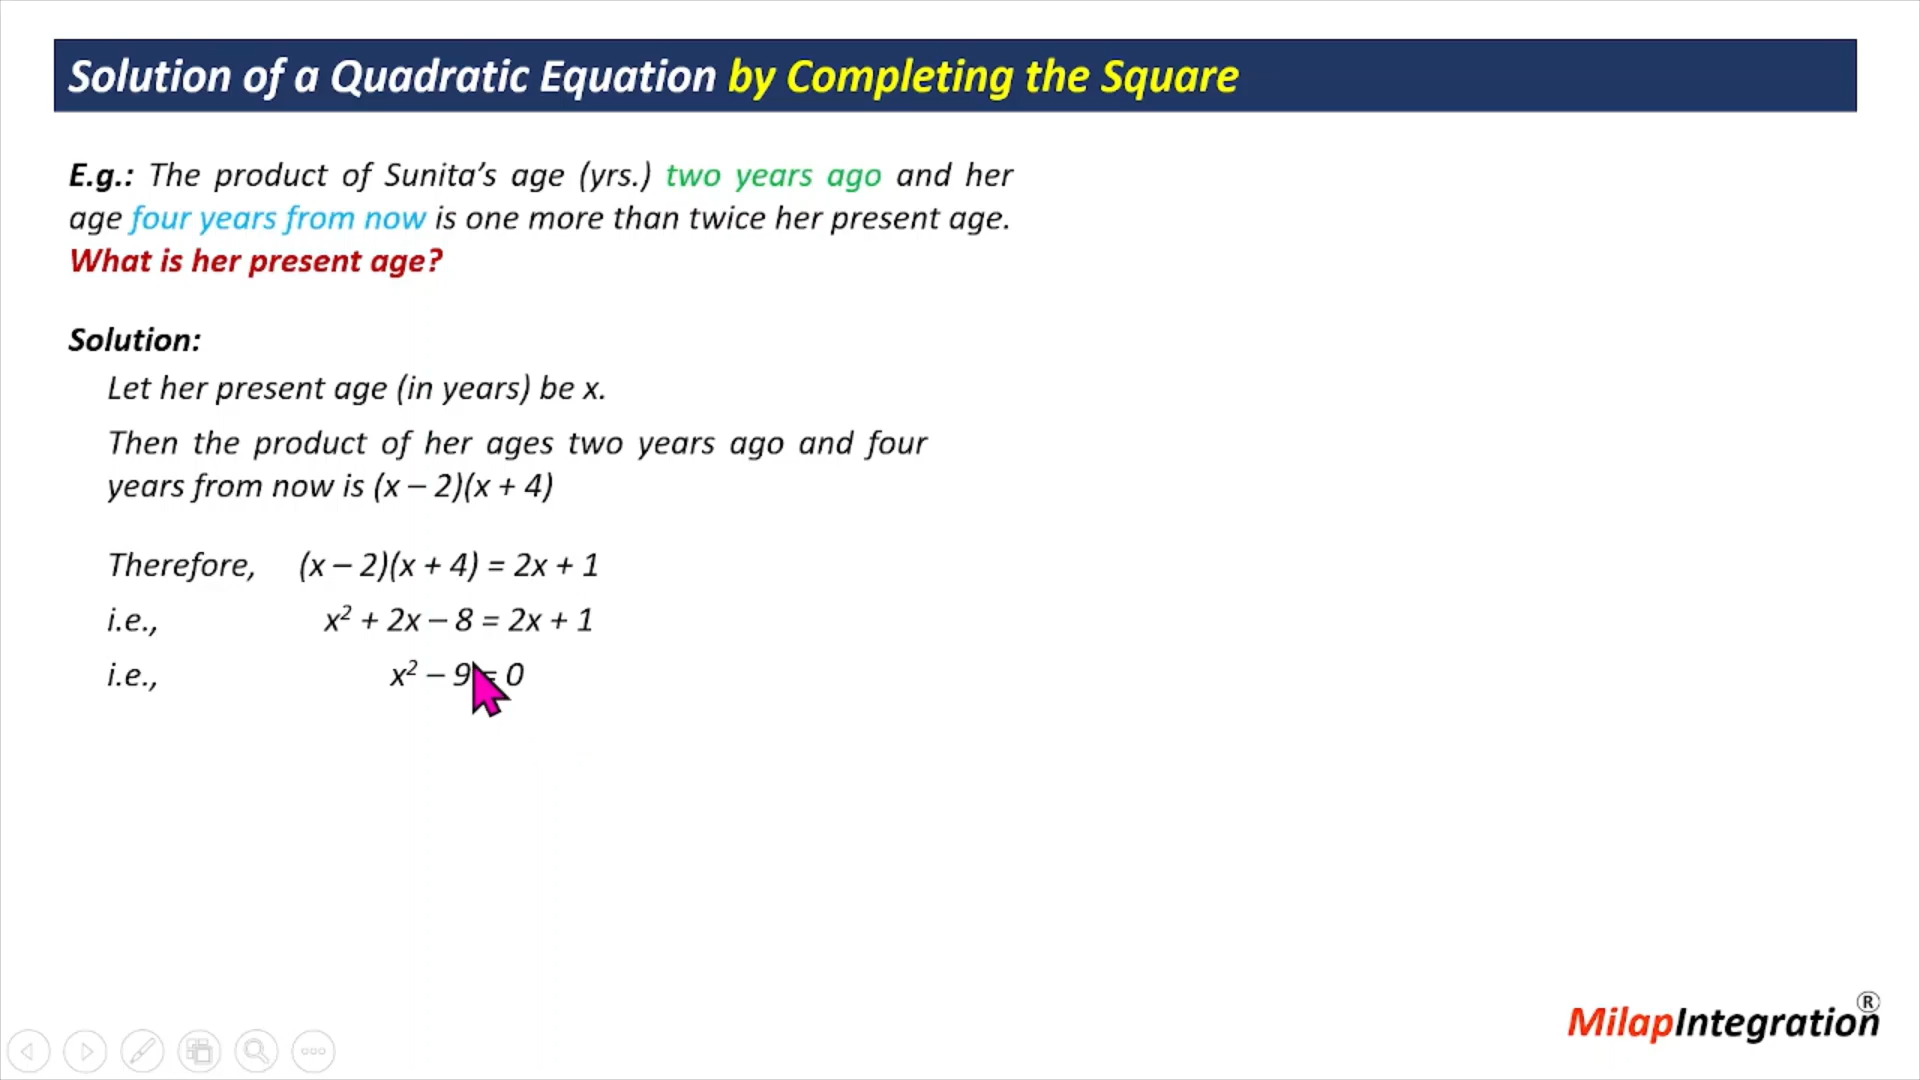 Solution of a Quadratic Equation by Completing the Square
E.g.: The product of Sunita’s age (yrs.) two years ago and her
age four years from now is one more than twice her present age.
What is her present age?
Solution:
Let her present age (in years) be x.
Then the product of her ages two years ago and four
years from now is (x – 2)(x + 4)
Therefore, (x – 2)(x + 4) = 2x + 1
i.e., x² + 2x – 8 = 2x + 1
i.e., x² – 9 = 0
MilapIntegration®